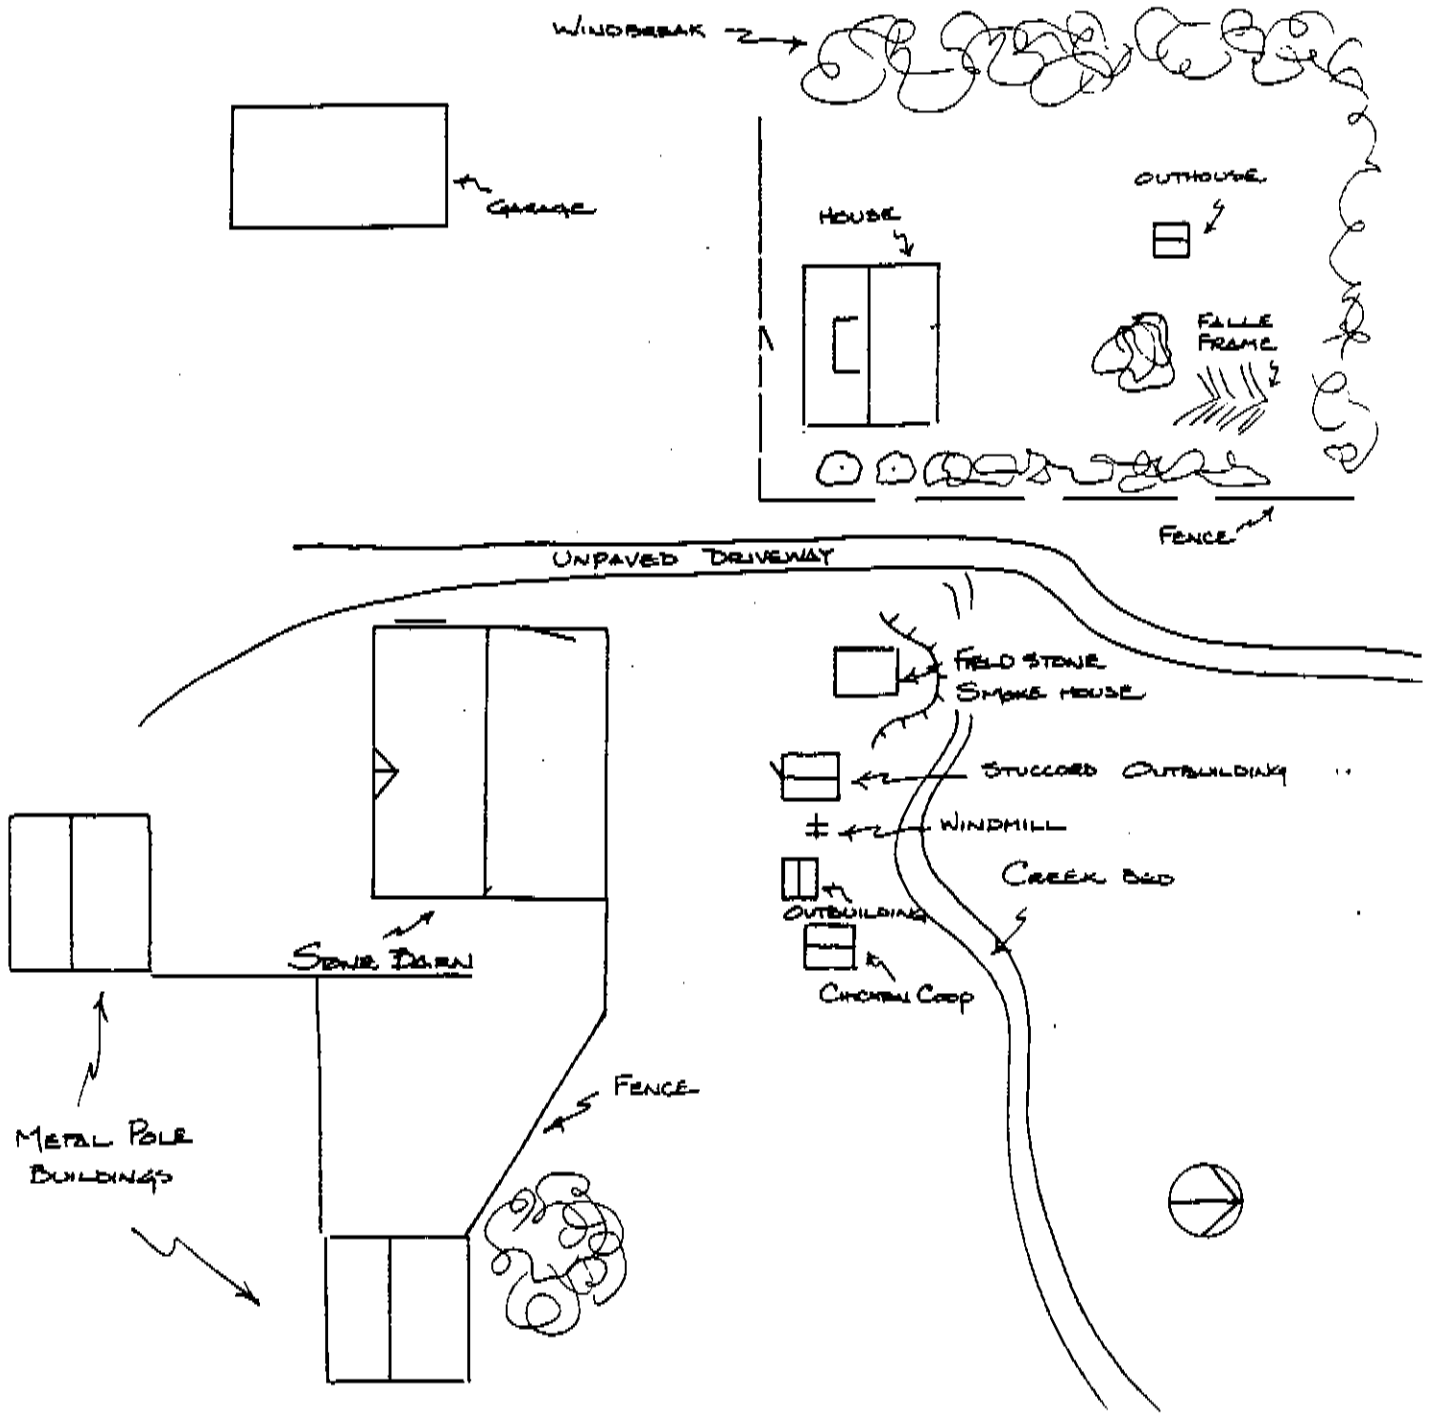 WINDBREAK
GARAGE
OUTHOUSE
HOUSE
FALLE
FRAME
FENCE
UNPAVED DRIVEWAY
FIELD STONE
SMOKE HOUSE
STUCCORD OUTBUILDING
WINDMILL
CREEK BED
OUTBUILDING
STONE BARN
CHICKEN COOP
FENCE
METAL POLE
BUILDINGS